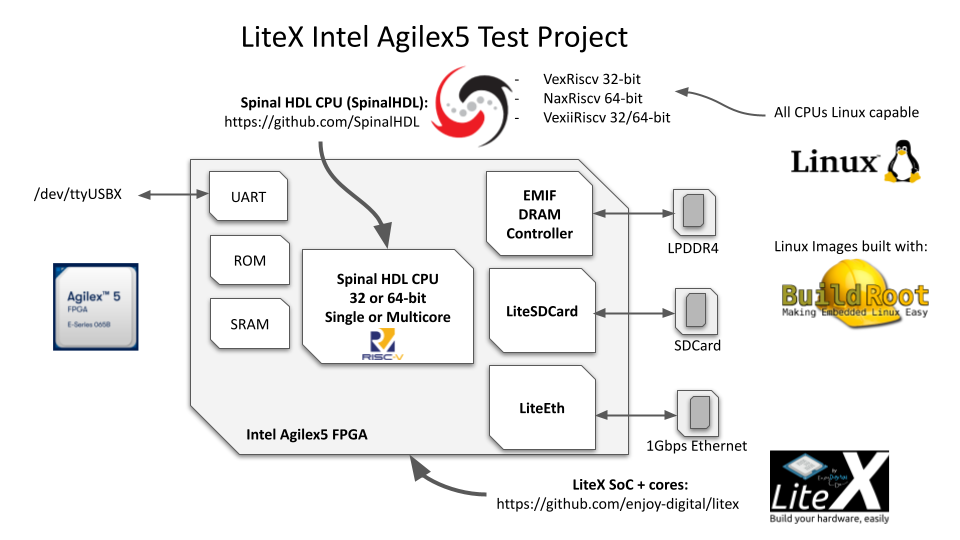 LiteX Intel Agilex5 Test Project
Spinal HDL CPU (SpinalHDL):
https://github.com/SpinalHDL
- VexRiscv 32-bit
- NaxRiscv 64-bit
- VexiiRiscv 32/64-bit
All CPUs Linux capable
Linux
/dev/ttyUSBX
UART
ROM
SRAM
Agilex™ 5
FPGA
E-Series 065B
Spinal HDL CPU
32 or 64-bit
Single or Multicore
RISC-V
EMIF
DRAM
Controller
LPDDR4
LiteSDCard
SDCard
LiteEth
1Gbps Ethernet
Linux Images built with:
BuildRoot
Making Embedded Linux Easy
Intel Agilex5 FPGA
LiteX SoC + cores:
https://github.com/enjoy-digital/litex
By
LiteX
Build your hardware, easily